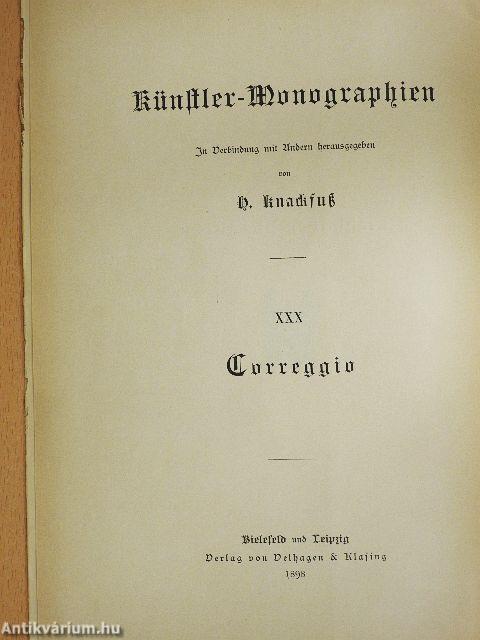 Künstler-Monographien
In Verbindung mit Andern herausgegeben
von
H. Knackfuß
XXX
Correggio
Bielefeld und Leipzig
Verlag von Velhagen & Klasing
1898
Antikvárium.hu